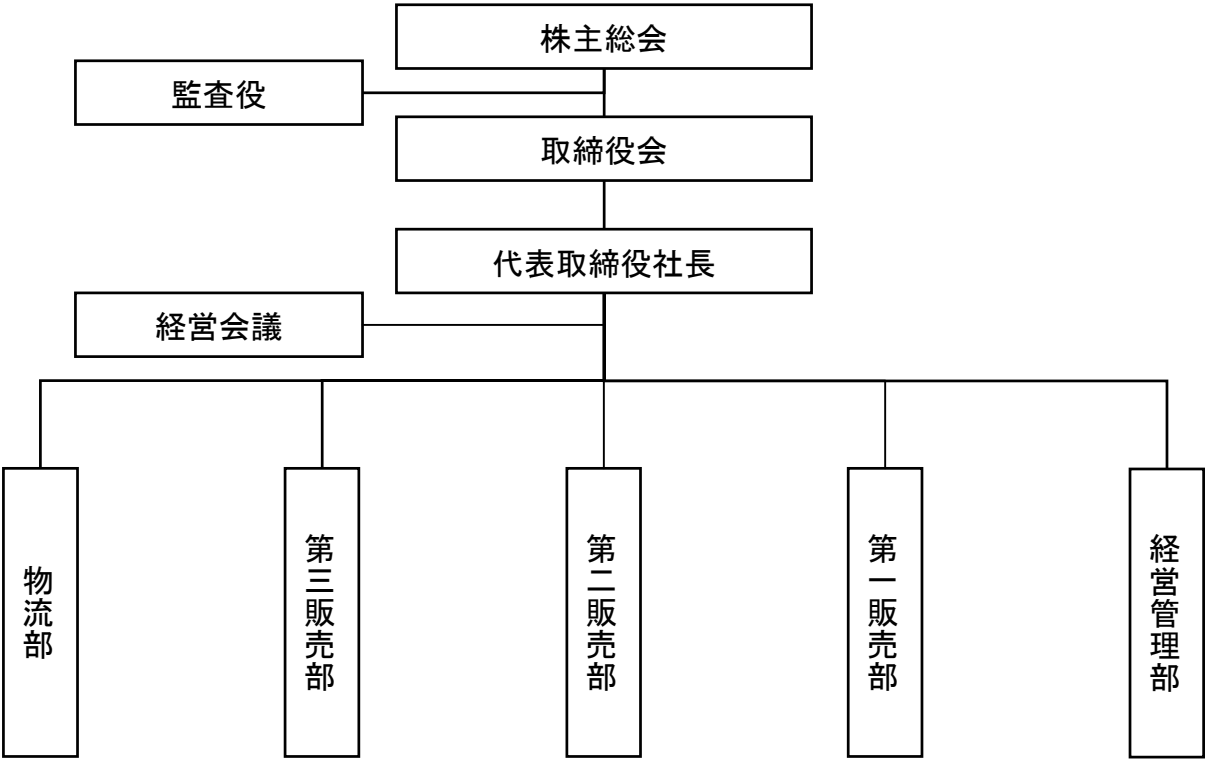 株主総会
監査役
取締役会
代表取締役社長
経営会議
経営管理部
第一販売部
第二販売部
第三販売部
物流部